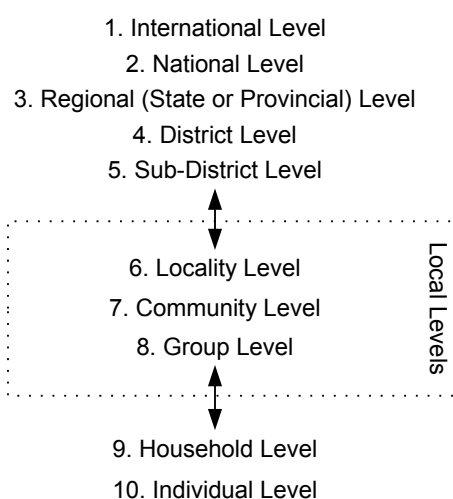 1. International Level
2. National Level
3. Regional (State or Provincial) Level
4. District Level
5. Sub-District Level
6. Locality Level
7. Community Level
8. Group Level
Local Levels
9. Household Level
10. Individual Level